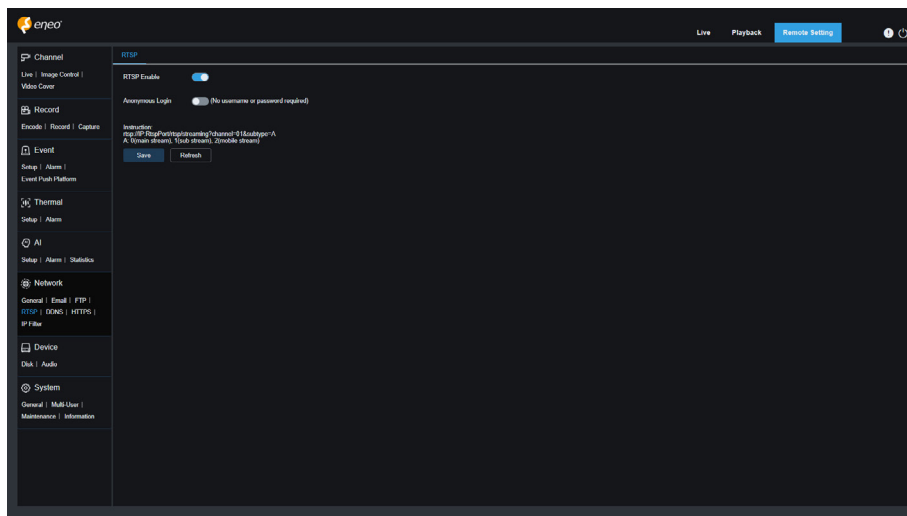 eneo
Live Playback Remote Setting
Channel
Live | Image Control |
Video Cover
Record
Encode | Record | Capture
Event
Setup | Alarm |
Event Push Platform
Thermal
Setup | Alarm
AI
Setup | Alarm | Statistics
Network
General | Email | FTP |
RTSP | DDNS | HTTPS |
IP Filter
Device
Disk | Audio
System
General | Multi-User |
Maintenance | Information
RTSP
RTSP Enable
Anonymous Login (No username or password required)
Instruction:
rtsp://IP:RtspPort/rtsp/streaming?channel=01&subtype=A
A: 0(main stream), 1(sub stream), 2(mobile stream)
Save Refresh